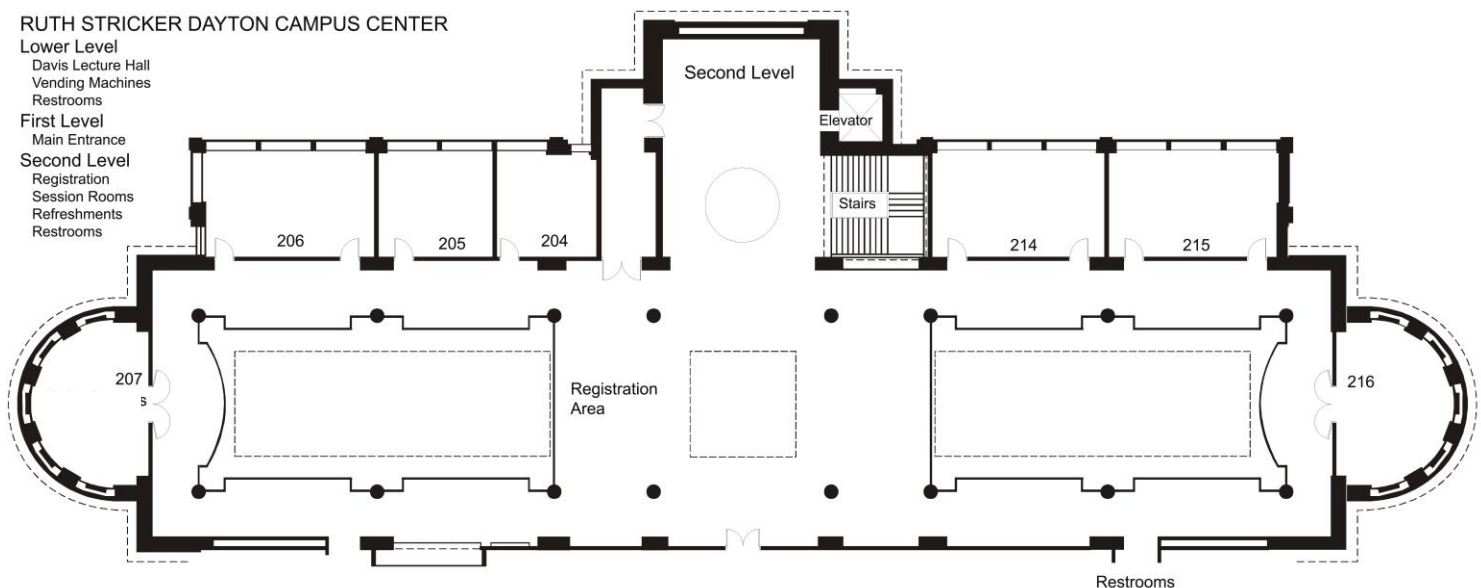 RUTH STRICKER DAYTON CAMPUS CENTER
Lower Level
Davis Lecture Hall
Vending Machines
Restrooms
First Level
Main Entrance
Second Level
Registration
Session Rooms
Refreshments
Restrooms
Second Level
Elevator
Stairs
206
205
204
214
215
207
s
Registration
Area
216
Restrooms